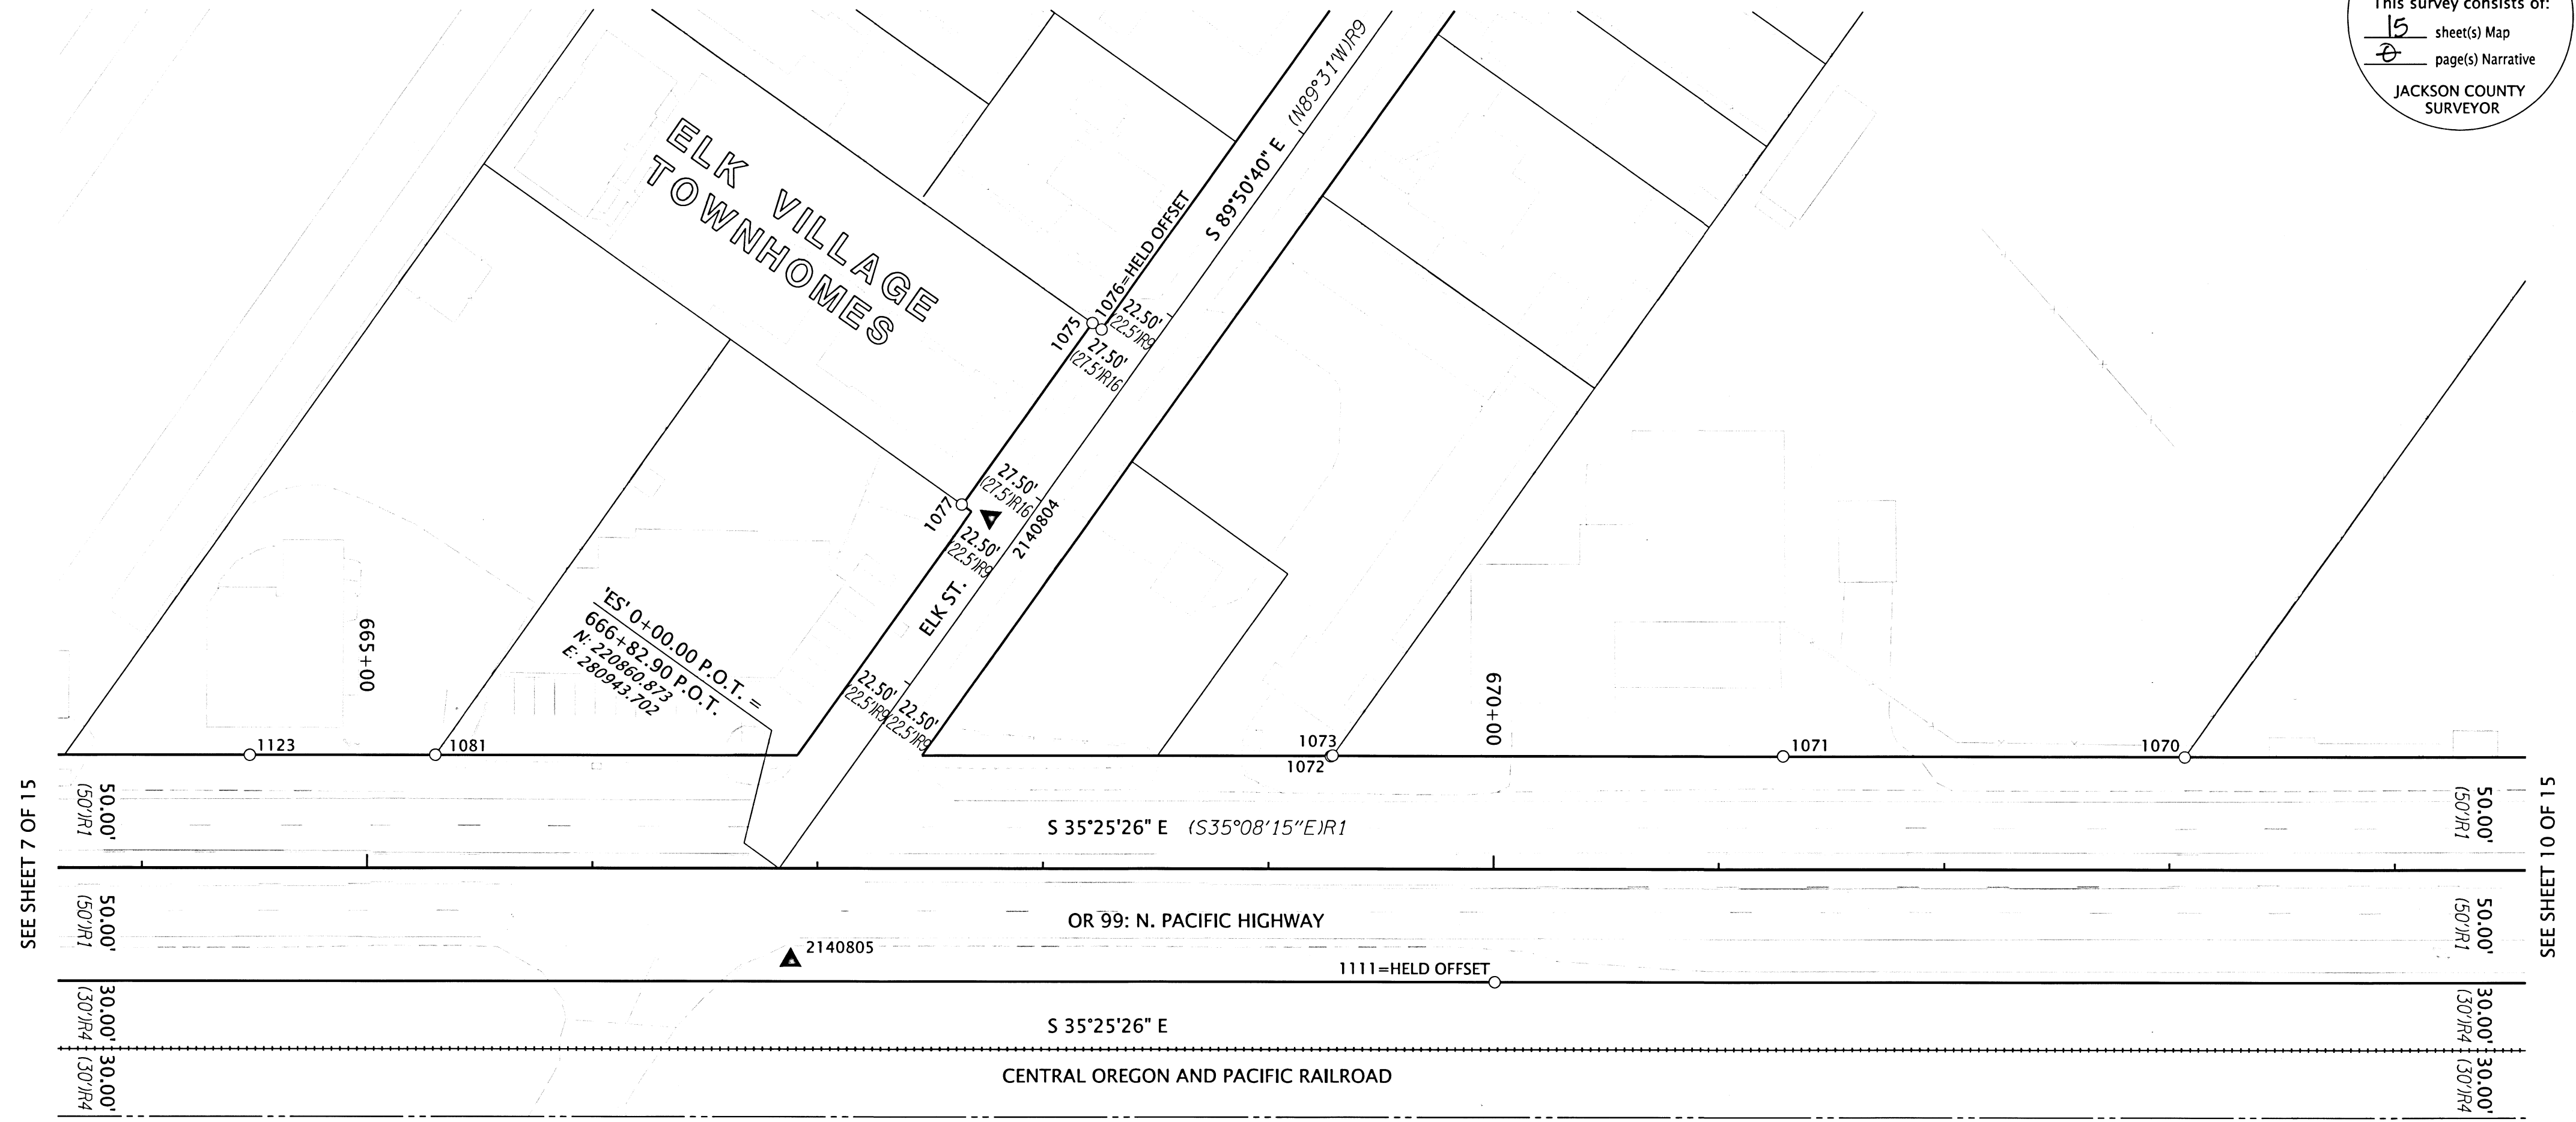 This survey consists of:
15 sheet(s) Map
0 page(s) Narrative
JACKSON COUNTY
SURVEYOR
ELK VILLAGE
TOWNHOMES
S 89°50'40" E (N89°31'W)R9
1076=HELD OFFSET
1075
22.50'
(22.5')R9
27.50'
(27.5')R16
27.50'
(27.5')R16
1077
22.50'
(22.5')R9
2140804
ELK ST.
22.50'
(22.5')R9
22.50'
(22.5')R9
'ES' 0+00.00 P.O.T. =
666+82.90 P.O.T.
N: 220860.873
E: 280943.702
665+00
670+00
1123
1081
1073
1072
1071
1070
SEE SHEET 7 OF 15
50.00'
(50')R1
S 35°25'26" E (S35°08'15"E)R1
50.00'
(50')R1
SEE SHEET 10 OF 15
50.00'
(50')R1
OR 99: N. PACIFIC HIGHWAY
2140805
50.00'
(50')R1
1111=HELD OFFSET
30.00'
(30')R4
S 35°25'26" E
30.00'
(30')R4
30.00'
(30')R4
CENTRAL OREGON AND PACIFIC RAILROAD
30.00'
(30')R4